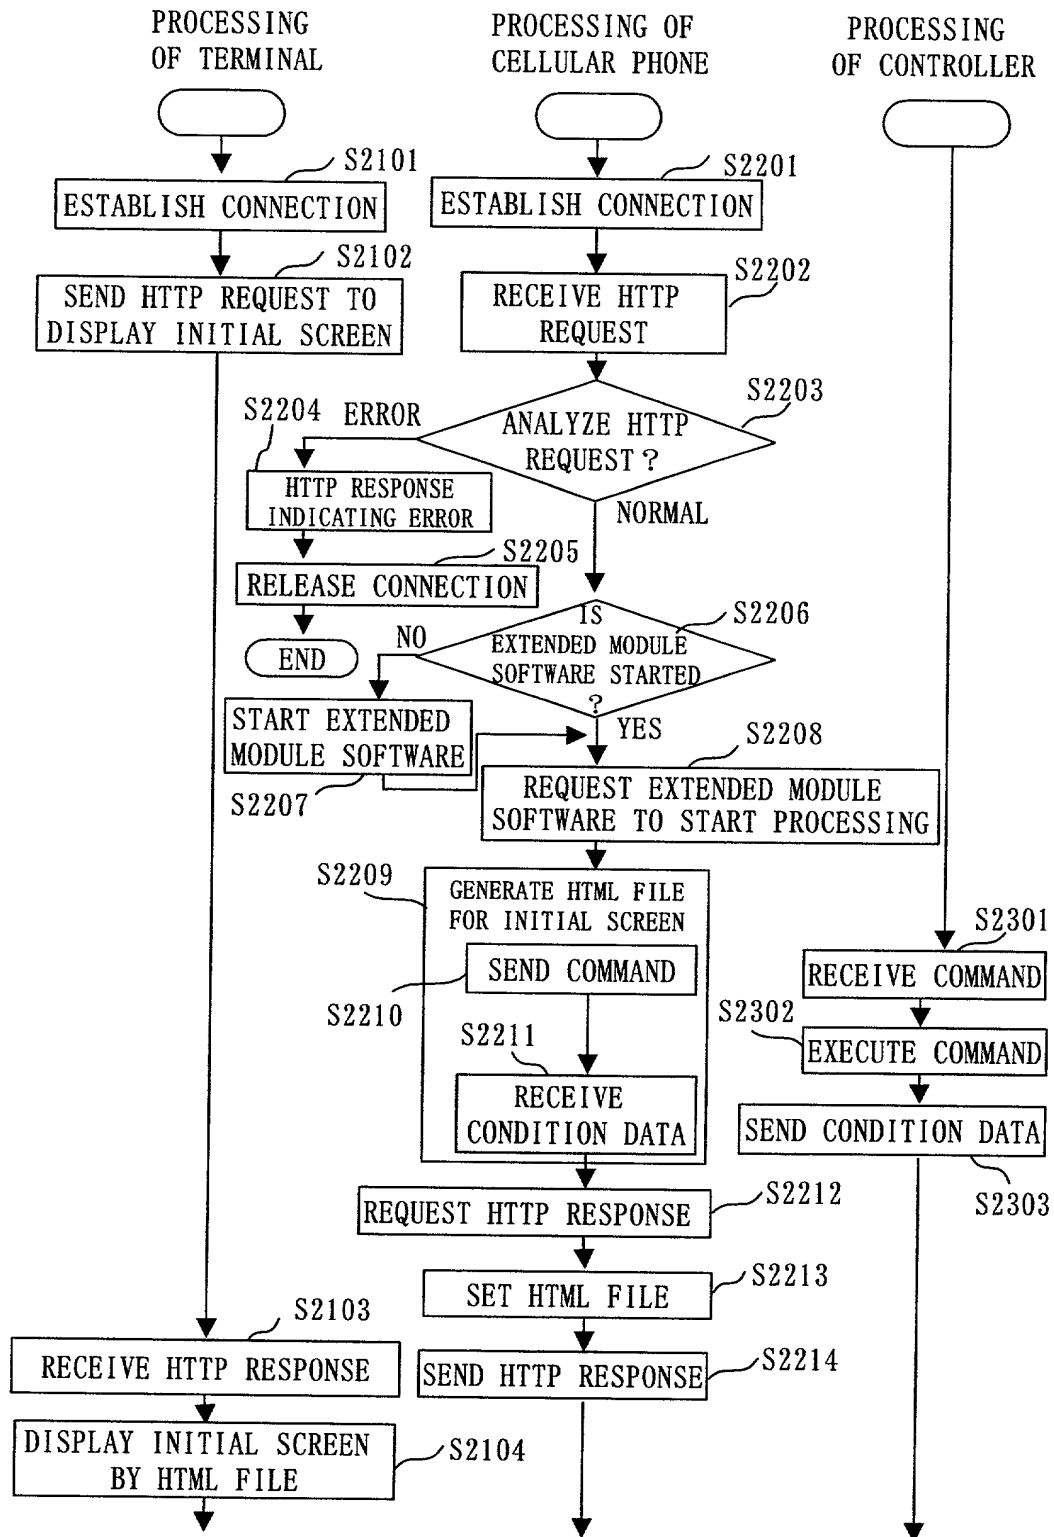 PROCESSING
OF TERMINAL
PROCESSING OF
CELLULAR PHONE
PROCESSING
OF CONTROLLER
S2101
ESTABLISH CONNECTION
S2102
SEND HTTP REQUEST TO
DISPLAY INITIAL SCREEN
S2201
ESTABLISH CONNECTION
S2202
RECEIVE HTTP
REQUEST
S2203
ANALYZE HTTP
REQUEST?
ERROR
S2204
HTTP RESPONSE
INDICATING ERROR
NORMAL
S2205
RELEASE CONNECTION
END
S2206
IS
EXTENDED MODULE
SOFTWARE STARTED
?
NO
START EXTENDED
MODULE SOFTWARE
S2207
YES
S2208
REQUEST EXTENDED MODULE
SOFTWARE TO START PROCESSING
S2209
GENERATE HTML FILE
FOR INITIAL SCREEN
SEND COMMAND
S2210
S2211
RECEIVE
CONDITION DATA
S2301
RECEIVE COMMAND
S2302
EXECUTE COMMAND
SEND CONDITION DATA
S2303
S2212
REQUEST HTTP RESPONSE
S2213
SET HTML FILE
S2214
SEND HTTP RESPONSE
S2103
RECEIVE HTTP RESPONSE
DISPLAY INITIAL SCREEN
BY HTML FILE
S2104